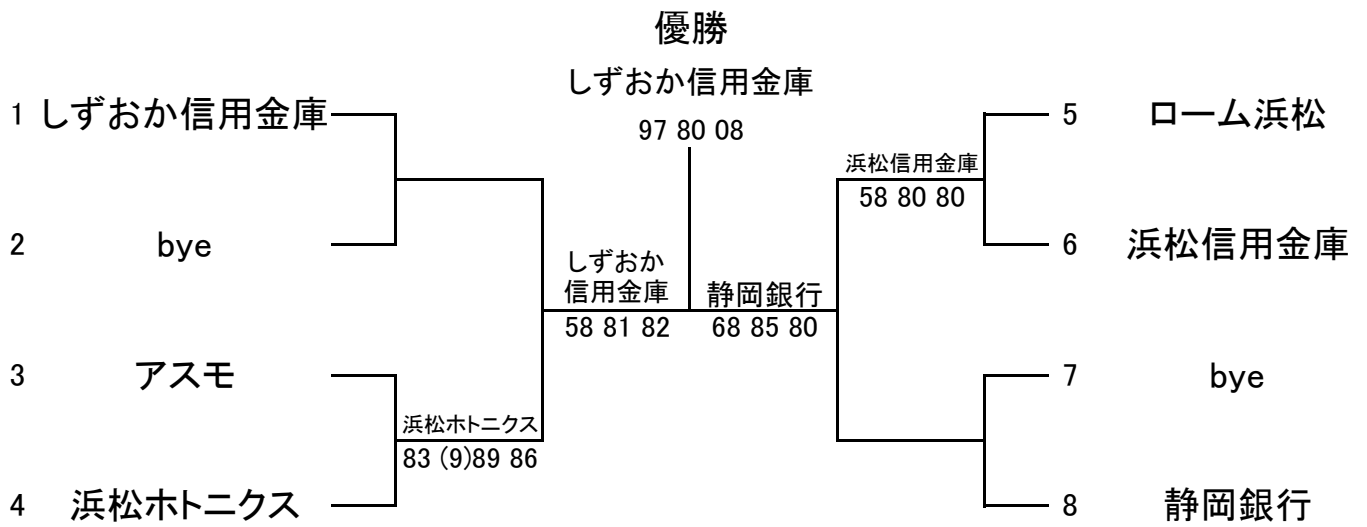 優勝
しずおか信用金庫
97 80 08
1 しずおか信用金庫
2 bye
3 アスモ
4 浜松ホトニクス
浜松ホトニクス
83 (9)89 86
しずおか
信用金庫
58 81 82
静岡銀行
68 85 80
浜松信用金庫
58 80 80
5 ローム浜松
6 浜松信用金庫
7 bye
8 静岡銀行